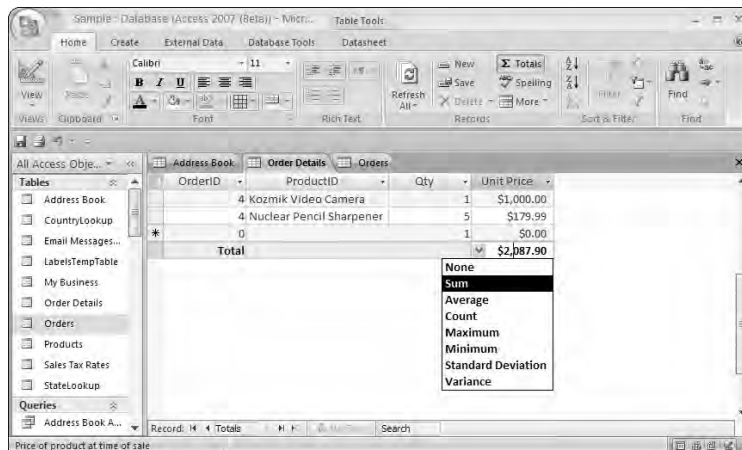 Sample : Database (Access 2007 (Beta)) - Micr... Table Tools
Home Create External Data Database Tools Datasheet
View
Views
Paste
Clipboard
Calibri 11
B I U
A
Font
Rich Text
Refresh
All
New
Save
Delete
Σ Totals
Spelling
More
Records
Filter
Sort & Filter
Find
Find
All Access Obje...
Tables
Address Book
CountryLookup
Email Messages...
LabelsTempTable
My Business
Order Details
Orders
Products
Sales Tax Rates
StateLookup
Queries
Address Book A...
Address Book Order Details Orders
OrderID ProductID Qty Unit Price
4 Kozmik Video Camera 1 $1,000.00
4 Nuclear Pencil Sharpener 5 $179.99
* 0 1 $0.00
Total $2,087.90
None
Sum
Average
Count
Maximum
Minimum
Standard Deviation
Variance
Record: Totals Search
Price of product at time of sale